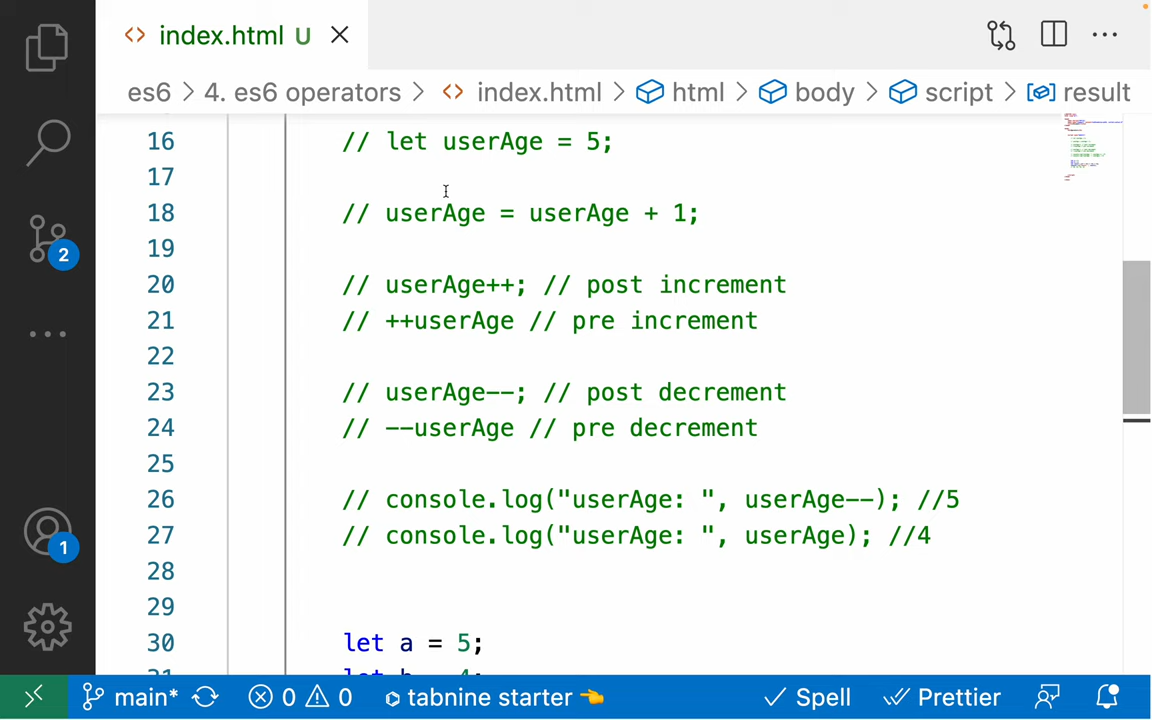 index.html U
es6 > 4. es6 operators > index.html > html > body > script > result
16 // let userAge = 5;
17
18 // userAge = userAge + 1;
19
20 // userAge++; // post increment
21 // ++userAge // pre increment
22
23 // userAge--; // post decrement
24 // --userAge // pre decrement
25
26 // console.log("userAge: ", userAge--); //5
27 // console.log("userAge: ", userAge); //4
28
29
30 let a = 5;
2
1
main* 0 0 tabnine starter Spell Prettier